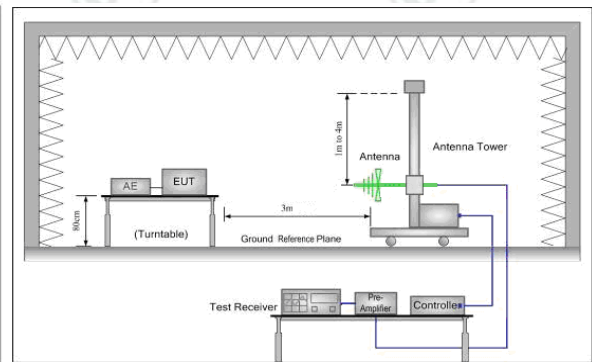 1m to 4m
Antenna
Antenna Tower
AE
EUT
80cm
(Turntable)
3m
Ground Reference Plane
Test Receiver
Pre-
Amplifier
Controller